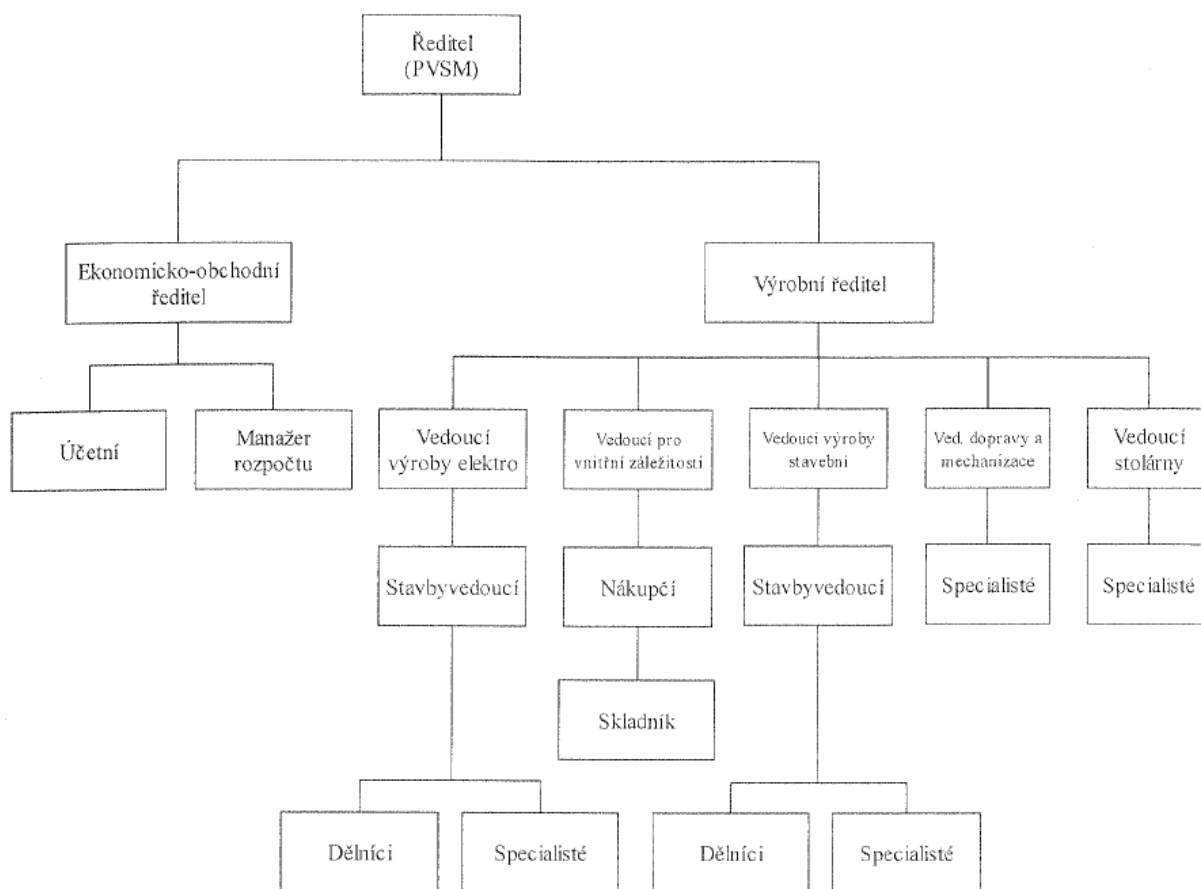 Ředitel
(PVSM)
Ekonomicko-obchodní
ředitel
Výrobní ředitel
Účetní
Manažer
rozpočtu
Vedoucí
výroby elektro
Vedoucí pro
vnitřní záležitosti
Vedoucí výroby
stavební
Ved. dopravy a
mechanizace
Vedoucí
stolárny
Stavbyvedoucí
Nákupčí
Stavbyvedoucí
Specialisté
Specialisté
Skladník
Dělníci
Specialisté
Dělníci
Specialisté